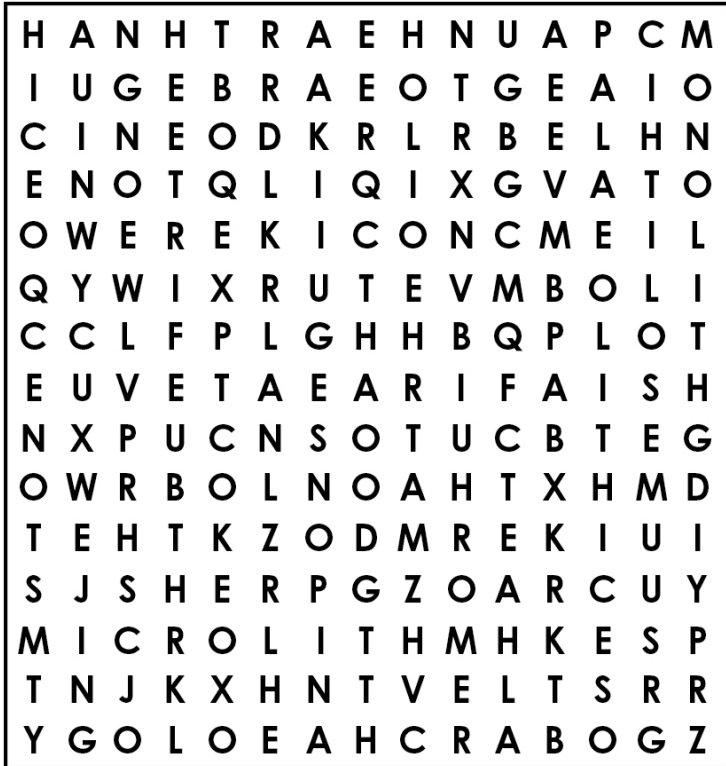 H A N H T R A E H N U A P C M
I U G E B R A E O T G E A I O
C I N E O D K R L R B E L H N
E N O T Q L I Q I X G V A T O
O W E R E K I C O N C M E I L
Q Y W I X R U T E V M B O L I
C C L F P L G H H B Q P L O T
E U V E T A E A R I F A I S H
N X P U C N S O T U C B T E G
O W R B O L N O A H T X H M D
T E H T K Z O D M R E K I U I
S J S H E R P G Z O A R C U Y
M I C R O L I T H M H K E S P
T N J K X H N T V E L T S R R
Y G O L O E A H C R A B O G Z